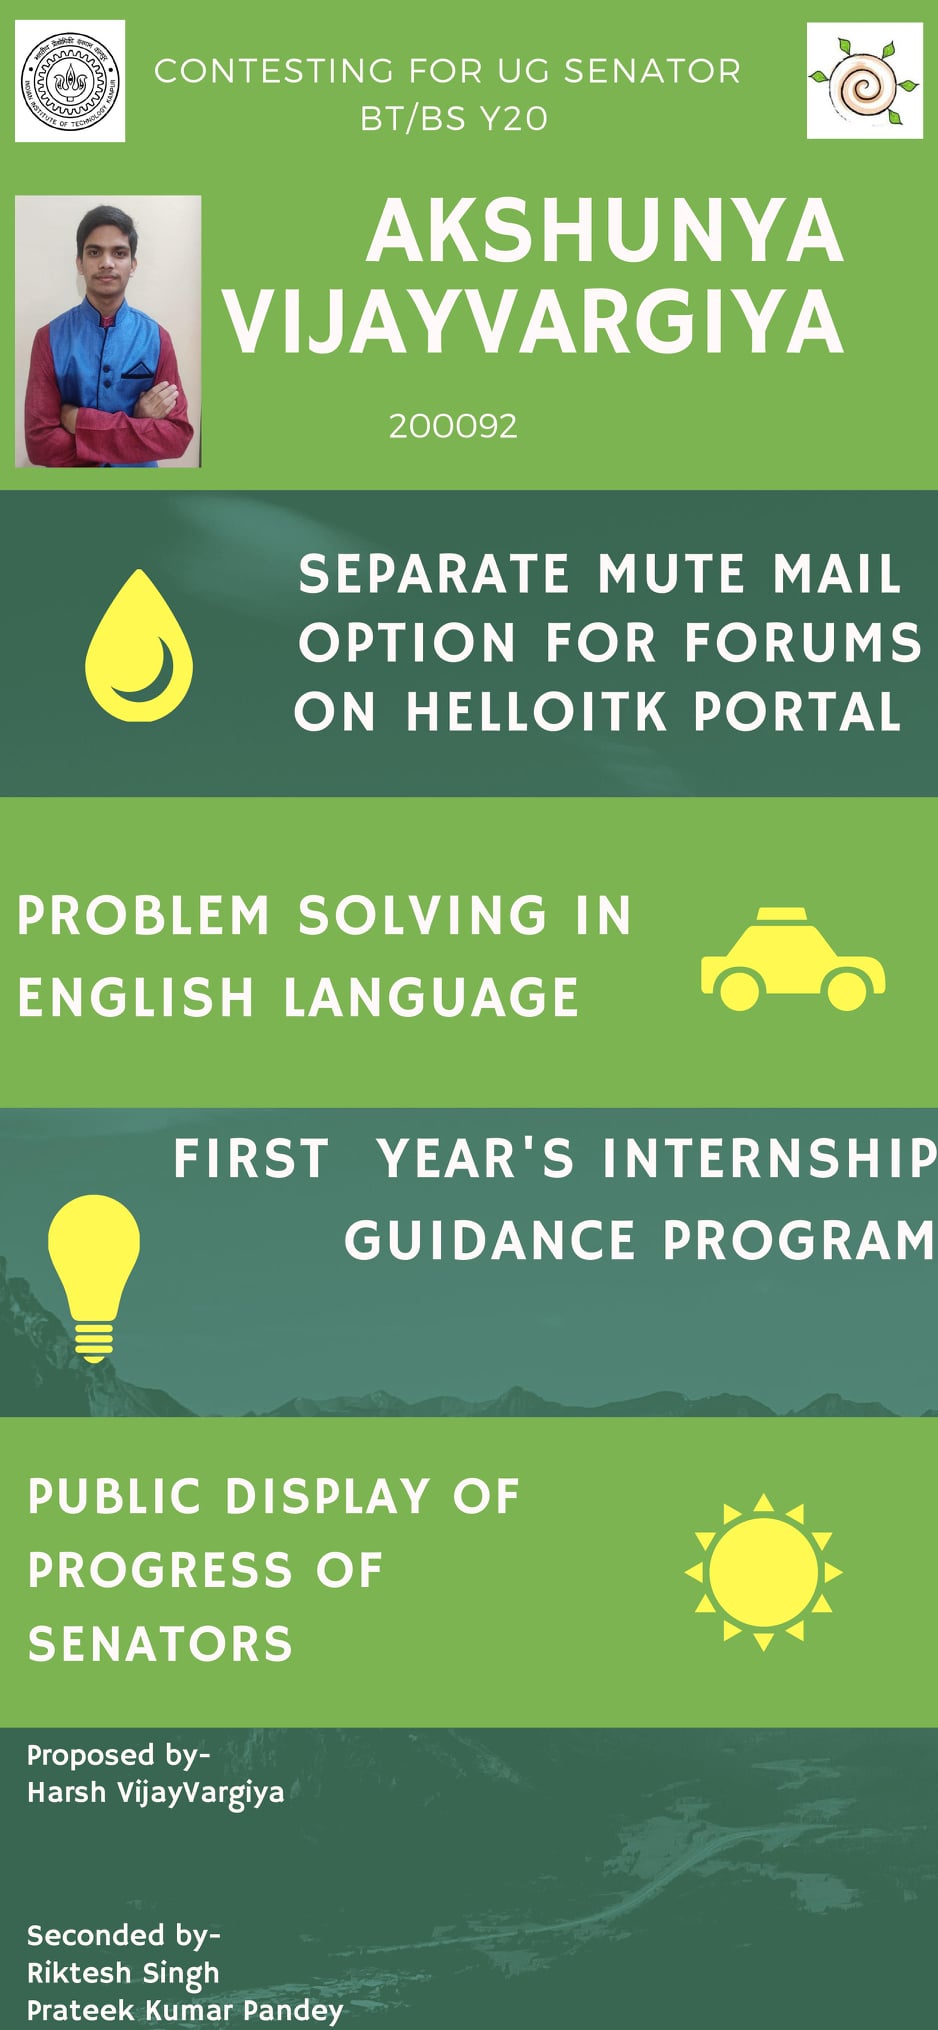 CONTESTING FOR UG SENATOR
BT/BS Y20
AKSHUNYA
VIJAYVARGIYA
200092
SEPARATE MUTE MAIL
OPTION FOR FORUMS
ON HELLOITK PORTAL
PROBLEM SOLVING IN
ENGLISH LANGUAGE
FIRST YEAR'S INTERNSHIP
GUIDANCE PROGRAM
PUBLIC DISPLAY OF
PROGRESS OF
SENATORS
Proposed by-
Harsh VijayVargiya
Seconded by-
Riktesh Singh
Prateek Kumar Pandey